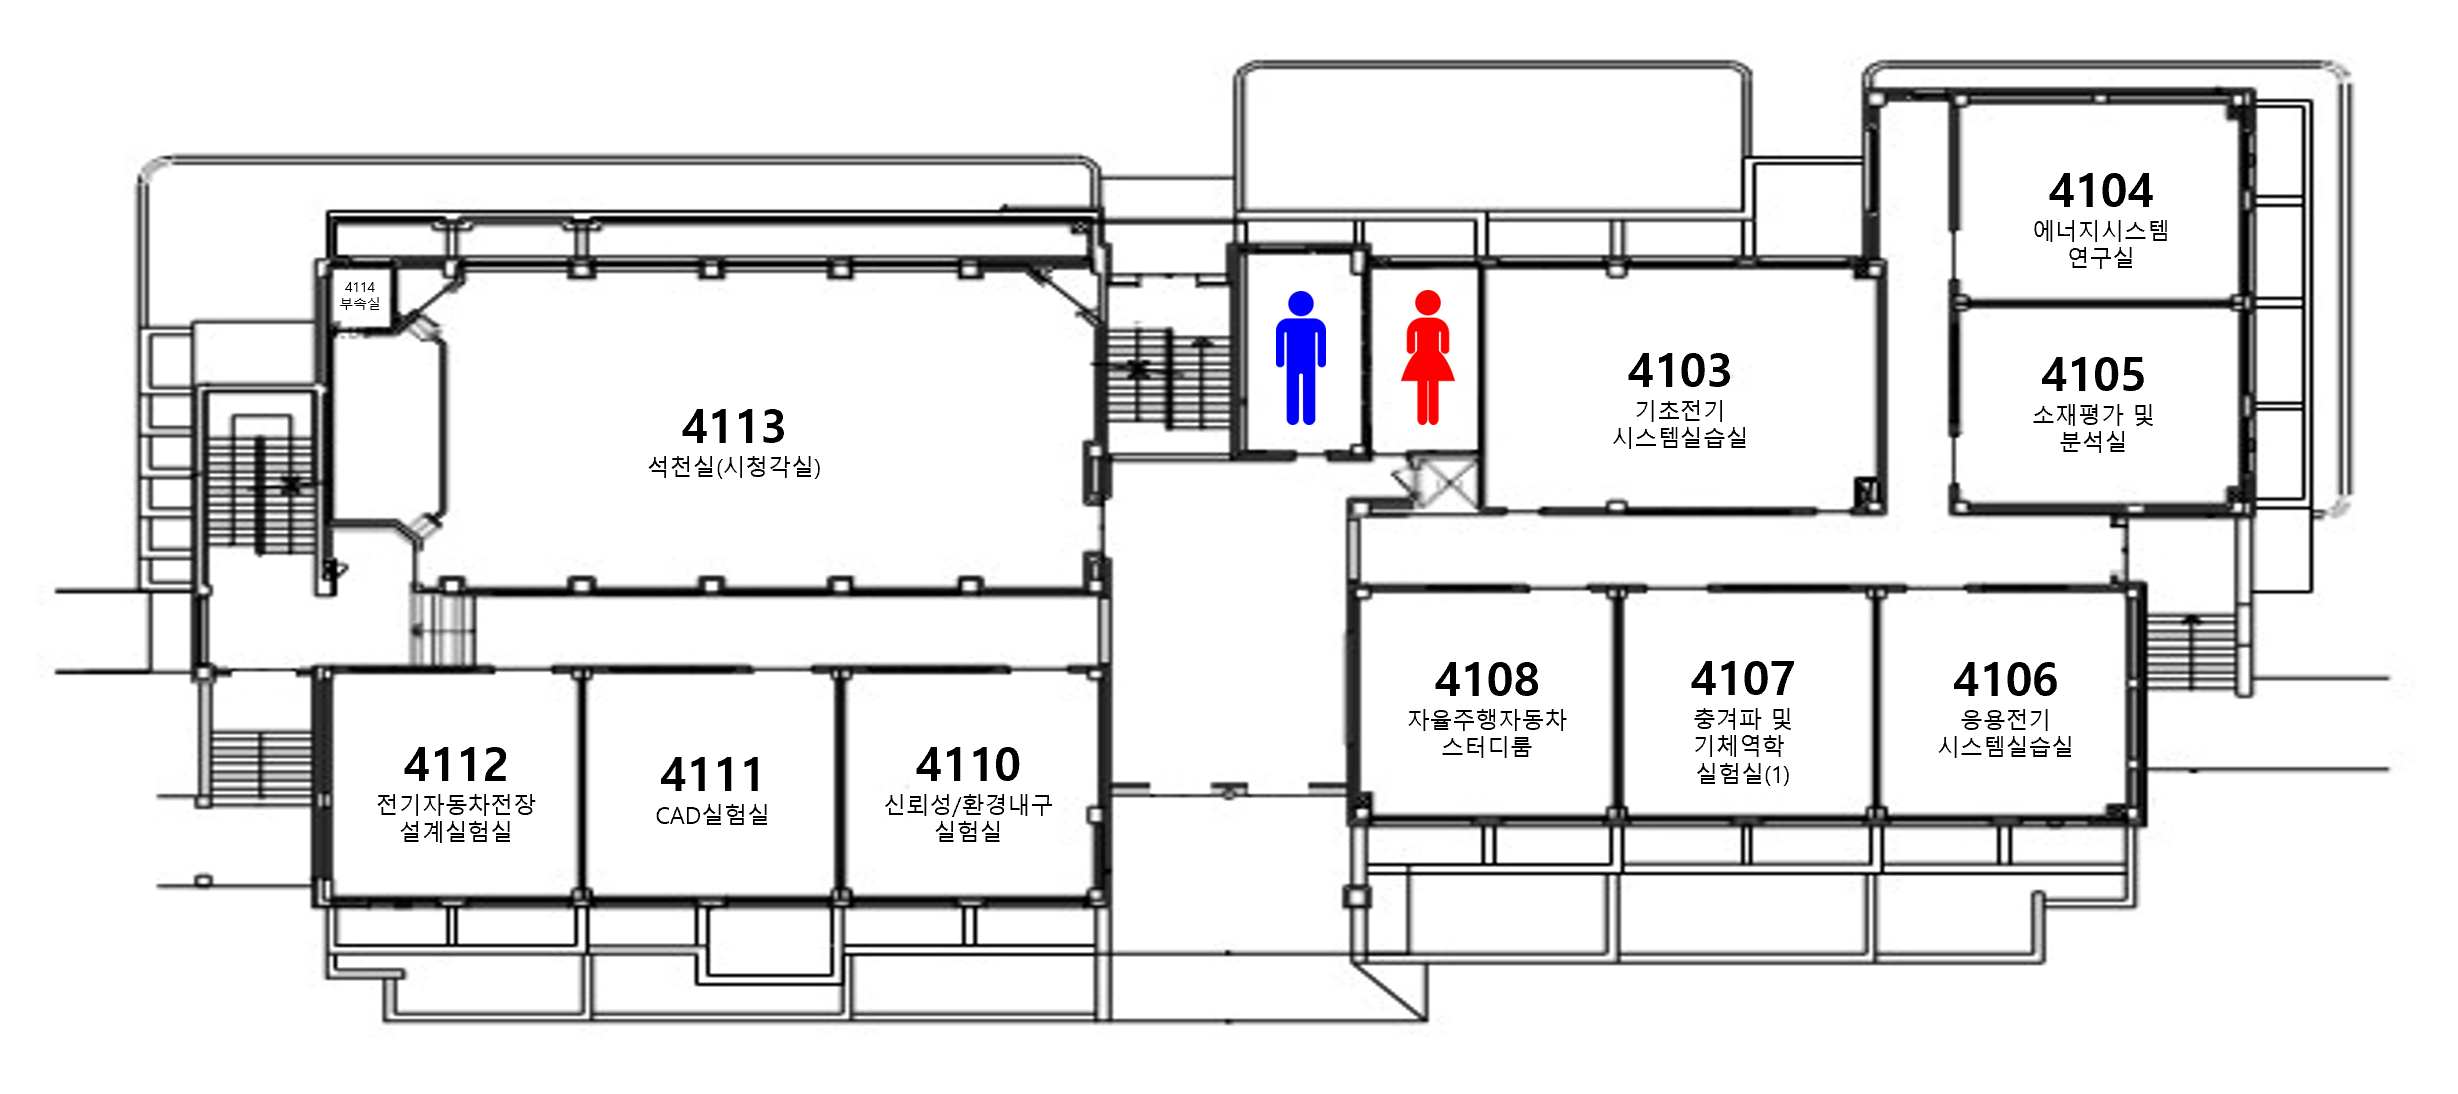 4104
에너지시스템
연구실
4114
부속실
4103
기초전기
시스템실습실
4105
소재평가 및
분석실
4113
석천실(시청각실)
4108
자율주행자동차
스터디룸
4107
충격파 및
기체역학
실험실(1)
4106
응용전기
시스템실습실
4112
전기자동차전장
설계실험실
4111
CAD실험실
4110
신뢰성/환경내구
실험실